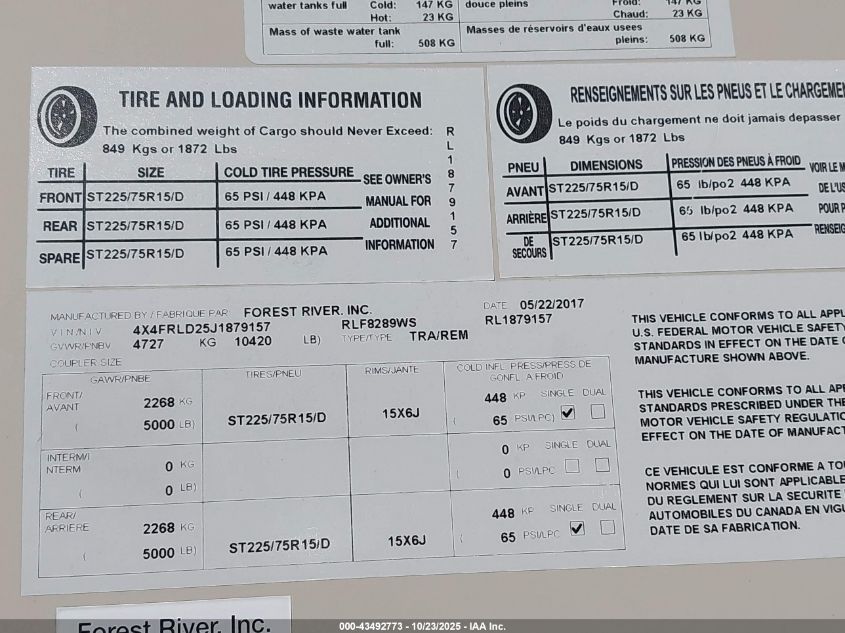 water tanks full Cold: 147 KG
Hot: 23 KG
Mass of waste water tank
full: 508 KG
douce pleins Froid: 147 KG
Chaud: 23 KG
Masses de réservoirs d'eaux usees
pleins: 508 KG
TIRE AND LOADING INFORMATION
The combined weight of Cargo should Never Exceed:
849 Kgs or 1872 Lbs
TIRE SIZE COLD TIRE PRESSURE
FRONT ST225/75R15/D 65 PSI / 448 KPA
REAR ST225/75R15/D 65 PSI / 448 KPA
SPARE ST225/75R15/D 65 PSI / 448 KPA
SEE OWNER'S
MANUAL FOR
ADDITIONAL
INFORMATION
RL1879157
RENSEIGNEMENTS SUR LES PNEUS ET LE CHARGEME
Le poids du chargement ne doit jamais depasser
849 Kgs or 1872 Lbs
PNEU DIMENSIONS PRESSION DES PNEUS À FROID
AVANT ST225/75R15/D 65 lb/po2 448 KPA
ARRIÈRE ST225/75R15/D 65 lb/po2 448 KPA
DE SECOURS ST225/75R15/D 65 lb/po2 448 KPA
VOIR LE M
DE L'US
POUR P
RENSEIG
MANUFACTURED BY / FABRIQUE PAR FOREST RIVER, INC. DATE 05/22/2017
V I N /N I V 4X4FRLD25J1879157 RLF8289WS RL1879157
GVWR/PNBV 4727 KG 10420 LB) TYPE/TYPE TRA/REM
COUPLER SIZE
GAWR/PNBE TIRES/PNEU RIMS/JANTE COLD INFL. PRESS/PRESS DE
GONFL. A FROID
FRONT/
AVANT
2268 KG 448 KP SINGLE DUAL
( 5000 LB) ST225/75R15/D 15X6J ( 65 PSI/LPC)
INTERM/I
NTERM
0 KG 0 KP SINGLE DUAL
( 0 LB) ( 0 PSI/LPC
REAR/
ARRIERE
2268 KG 448 KP SINGLE DUAL
( 5000 LB) ST225/75R15/D 15X6J ( 65 PSI/LPC
THIS VEHICLE CONFORMS TO ALL APPL
U.S. FEDERAL MOTOR VEHICLE SAFETY
STANDARDS IN EFFECT ON THE DATE O
MANUFACTURE SHOWN ABOVE.
THIS VEHICLE CONFORMS TO ALL APP
STANDARDS PRESCRIBED UNDER THE
MOTOR VEHICLE SAFETY REGULATIO
EFFECT ON THE DATE OF MANUFACT
CE VEHICULE EST CONFORME A TOU
NORMES QUI LUI SONT APPLICABLE
DU REGLEMENT SUR LA SECURITE
AUTOMOBILES DU CANADA EN VIGU
DATE DE SA FABRICATION.
Forest River, Inc.
000-43492773 - 10/23/2025 - IAA Inc.